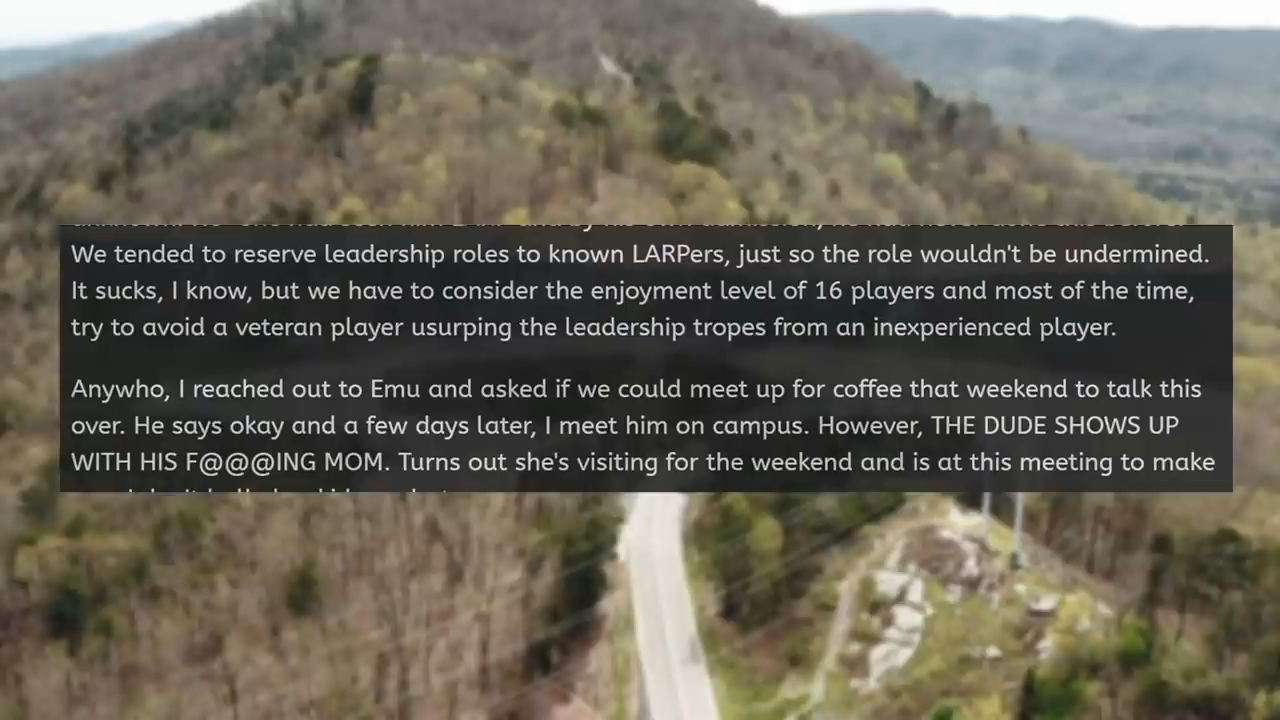 We tended to reserve leadership roles to known LARPers, just so the role wouldn't be undermined.
It sucks, I know, but we have to consider the enjoyment level of 16 players and most of the time,
try to avoid a veteran player usurping the leadership tropes from an inexperienced player.
Anywho, I reached out to Emu and asked if we could meet up for coffee that weekend to talk this
over. He says okay and a few days later, I meet him on campus. However, THE DUDE SHOWS UP
WITH HIS F@@@ING MOM. Turns out she's visiting for the weekend and is at this meeting to make